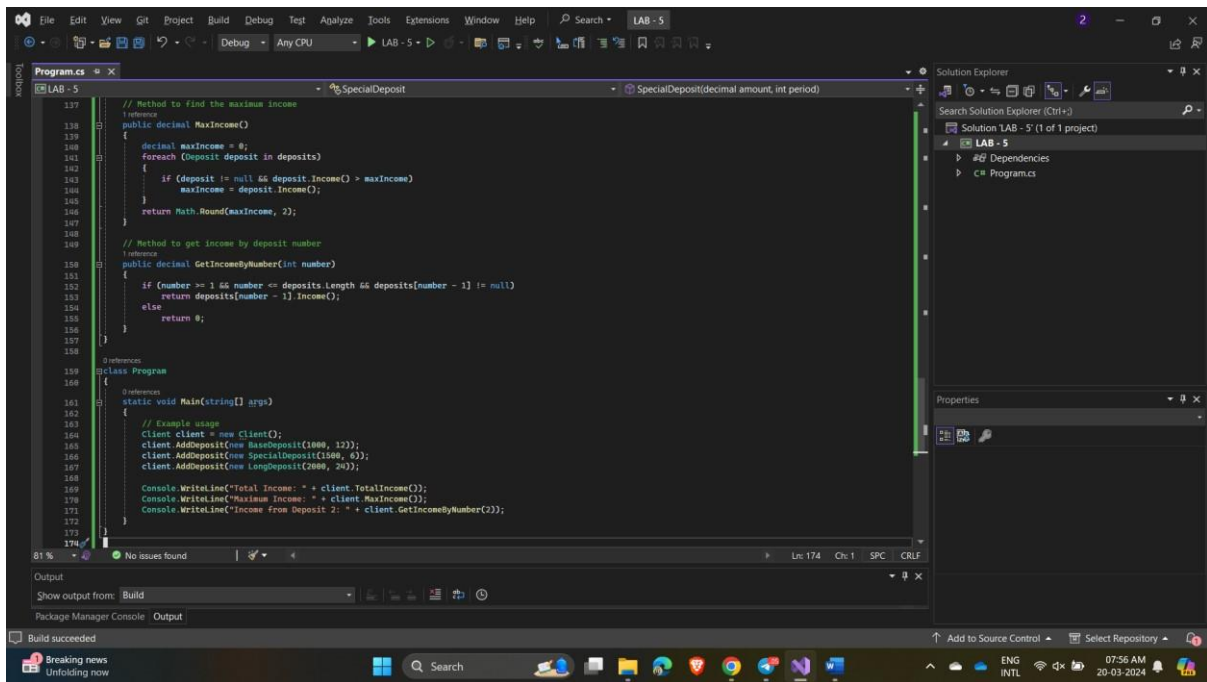 File Edit View Git Project Build Debug Test Analyze Tools Extensions Window Help Search LAB - 5 2
Debug Any CPU LAB - 5
Toolbox
Program.cs
LAB - 5 SpecialDeposit SpecialDeposit(decimal amount, int period)
137 // Method to find the maximum income
1 reference
138 public decimal MaxIncome()
139 {
140 decimal maxIncome = 0;
141 foreach (Deposit deposit in deposits)
142 {
143 if (deposit != null && deposit.Income() > maxIncome)
144 maxIncome = deposit.Income();
145 }
146 return Math.Round(maxIncome, 2);
147 }
148
149 // Method to get income by deposit number
1 reference
150 public decimal GetIncomeByNumber(int number)
151 {
152 if (number >= 1 && number <= deposits.Length && deposits[number - 1] != null)
153 return deposits[number - 1].Income();
154 else
155 return 0;
156 }
157 }
158
0 references
159 class Program
160 {
0 references
161 static void Main(string[] args)
162 {
163 // Example usage
164 Client client = new Client();
165 client.AddDeposit(new BaseDeposit(1000, 12));
166 client.AddDeposit(new SpecialDeposit(1500, 6));
167 client.AddDeposit(new LongDeposit(2000, 24));
168
169 Console.WriteLine("Total Income: " + client.TotalIncome());
170 Console.WriteLine("Maximum Income: " + client.MaxIncome());
171 Console.WriteLine("Income from Deposit 2: " + client.GetIncomeByNumber(2));
172 }
173 }
174
81 % No issues found Ln: 174 Ch: 1 SPC CRLF
Output
Show output from: Build
Package Manager Console Output
Solution Explorer
Search Solution Explorer (Ctrl+;)
Solution 'LAB - 5' (1 of 1 project)
LAB - 5
Dependencies
C# Program.cs
Properties
Build succeeded Add to Source Control Select Repository
Breaking news
Unfolding now
Search
ENG
INTL
07:56 AM
20-03-2024